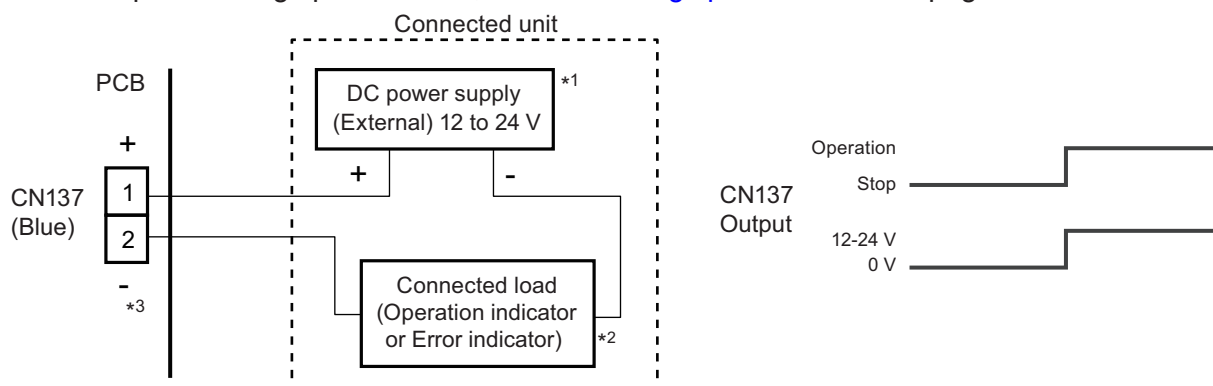 Connected unit
PCB
DC power supply
(External) 12 to 24 V
*1
+
+
-
CN137
(Blue)
1
2
-
*3
Connected load
(Operation indicator
or Error indicator)
*2
CN137
Output
Operation
Stop
12-24 V
0 V